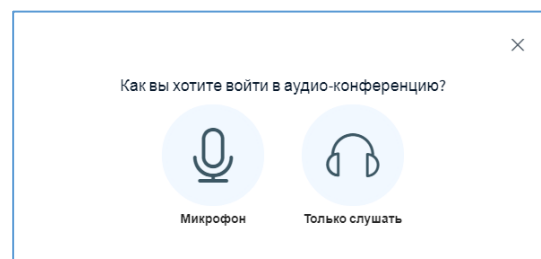 Как вы хотите войти в аудио-конференцию?
Микрофон
Только слушать